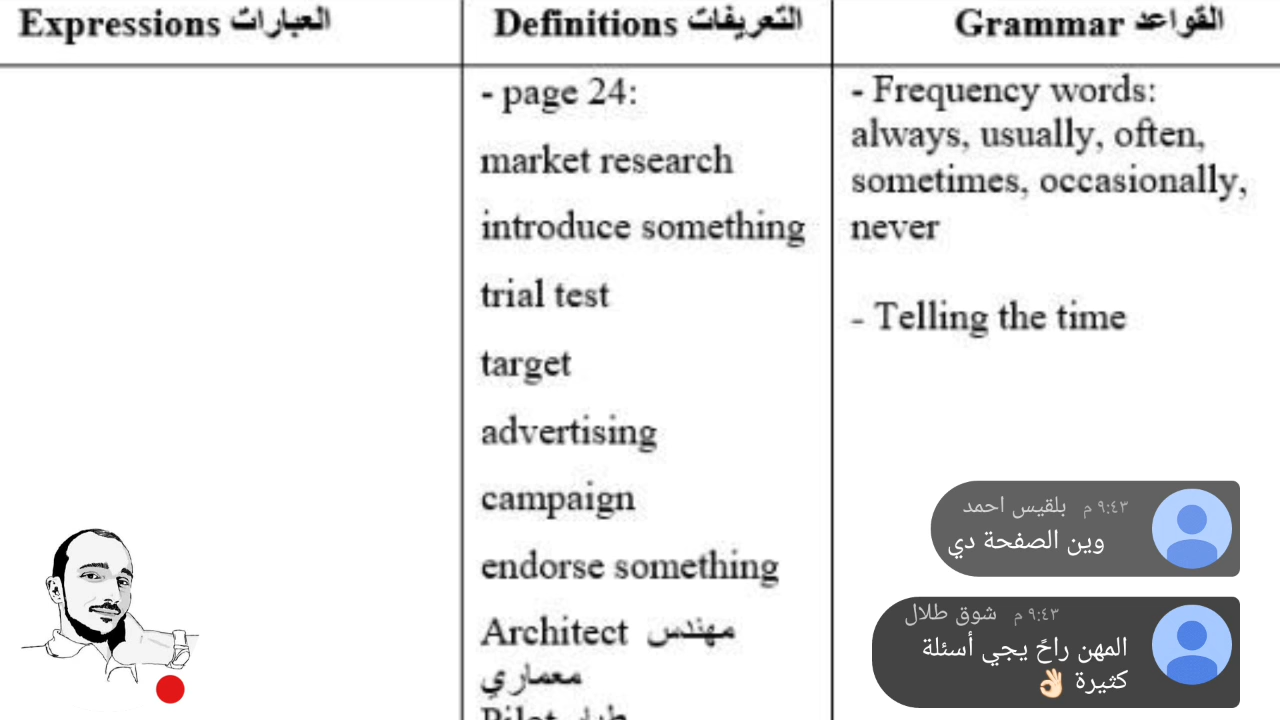 Expressions العبارات
Definitions التعريفات
Grammar القواعد
- page 24:
market research
introduce something
trial test
target
advertising
campaign
endorse something
Architect مهندس
معماري
Pilot طيار
- Frequency words:
always, usually, often,
sometimes, occasionally,
never
- Telling the time
بلقيس احمد ٩:٤٣ م
وين الصفحة دي
شوق طلال ٩:٤٣ م
المهن راحً يجي أسئلة
كثيرة 👌🏻